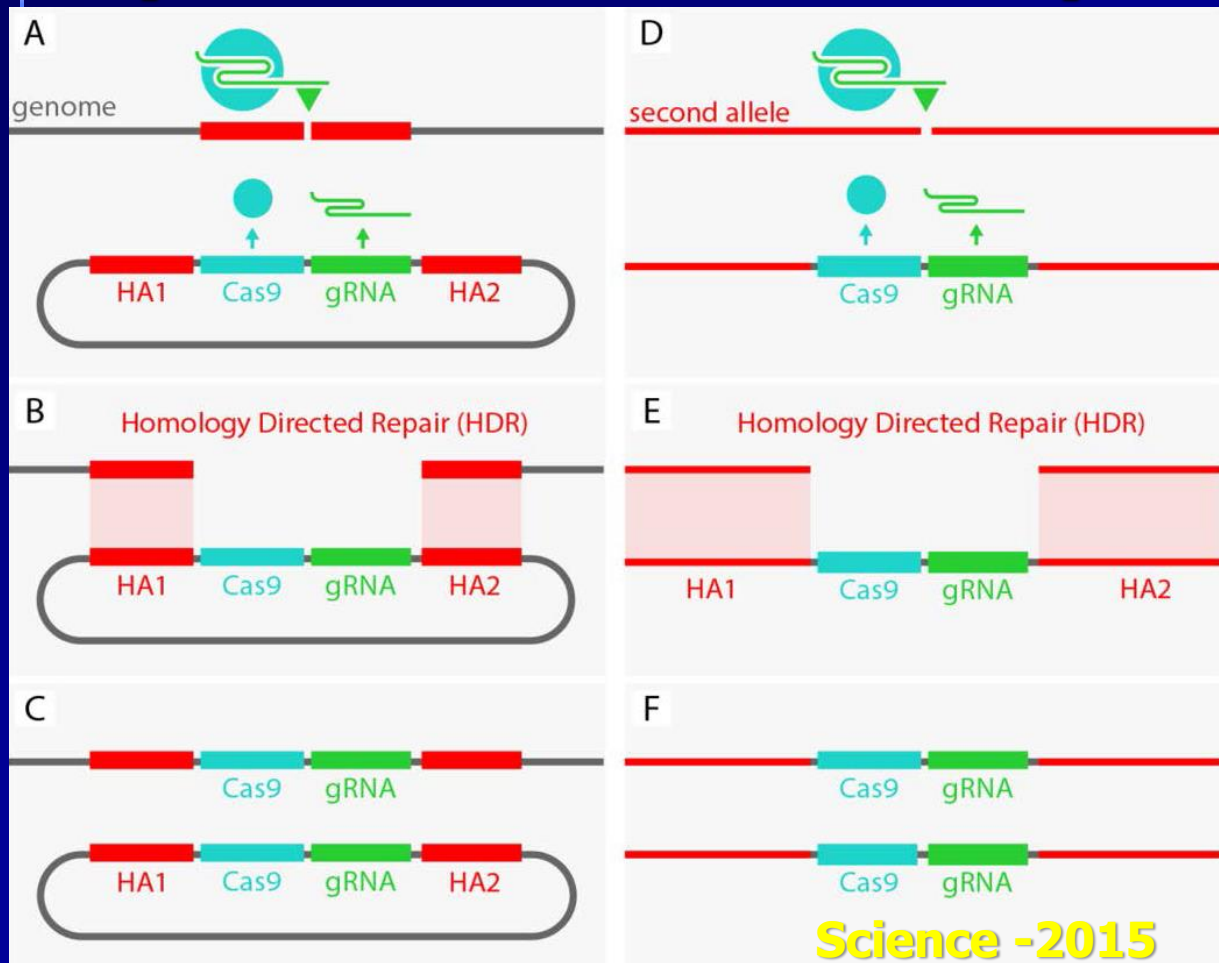 A
genome
HA1 Cas9 gRNA HA2
B
Homology Directed Repair (HDR)
HA1 Cas9 gRNA HA2
C
Cas9 gRNA
HA1 Cas9 gRNA HA2
D
second allele
Cas9 gRNA
E
Homology Directed Repair (HDR)
HA1 Cas9 gRNA HA2
F
Cas9 gRNA
Cas9 gRNA
Science -2015